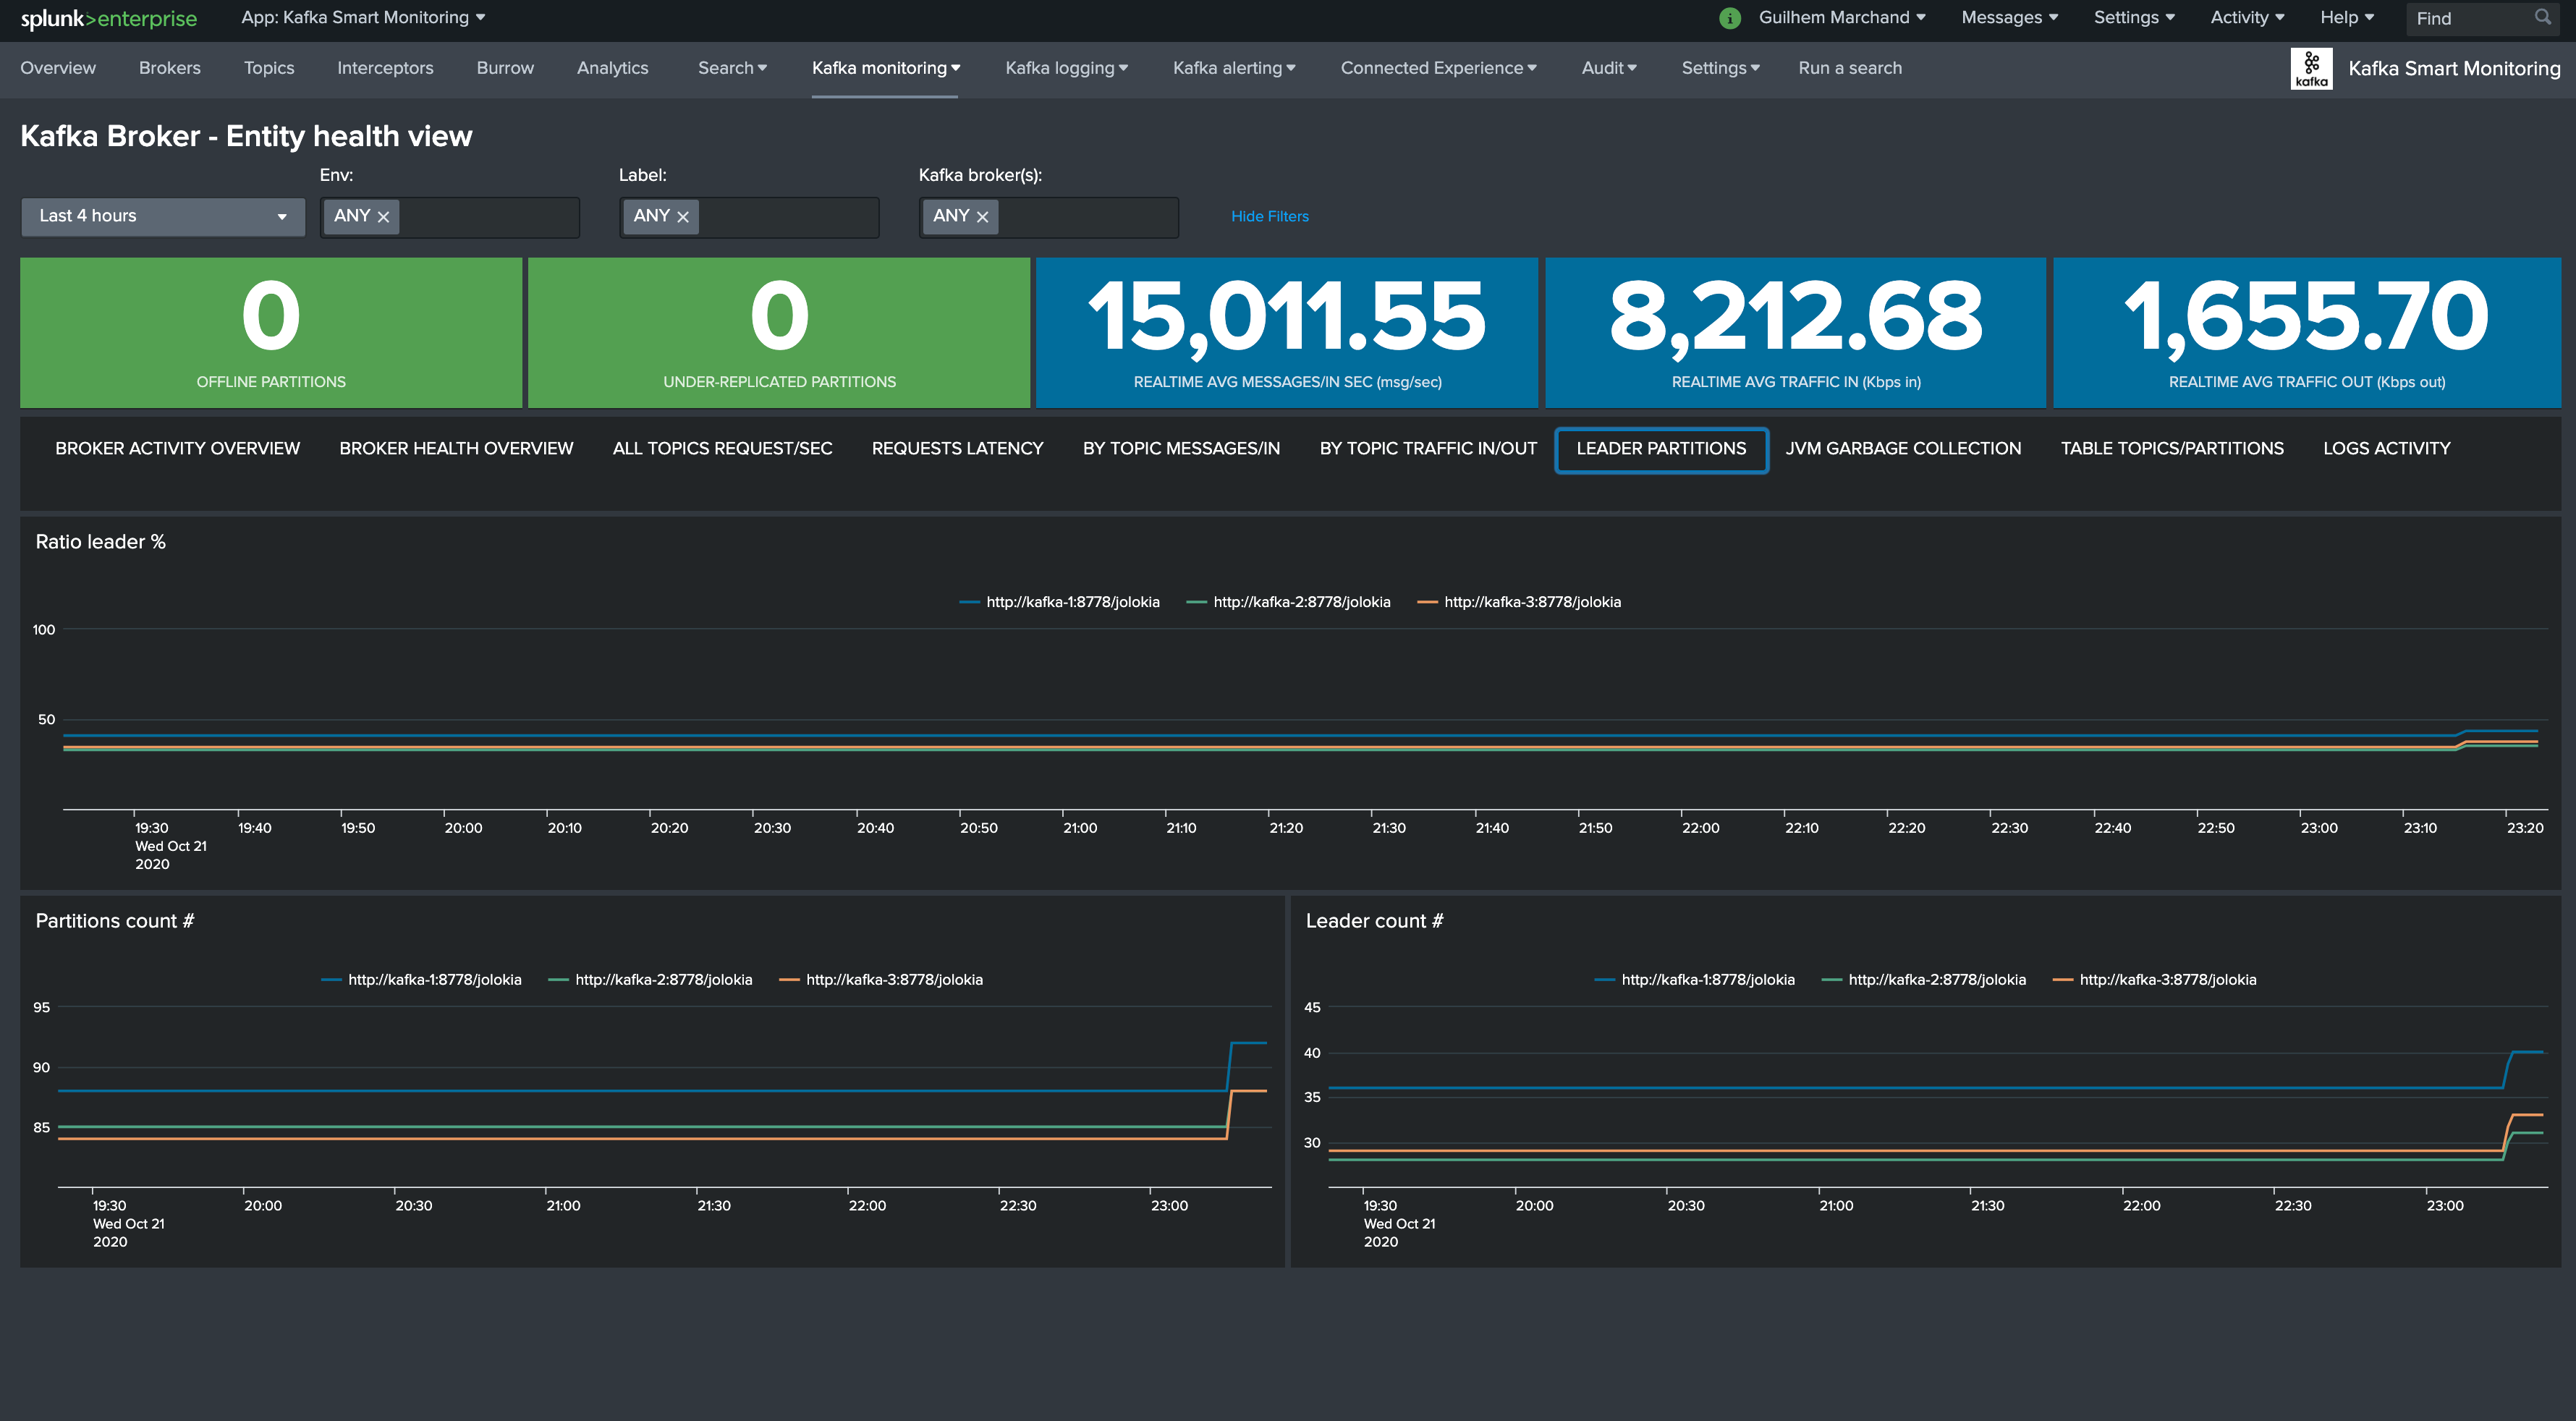 splunk>enterprise App: Kafka Smart Monitoring Guilhem Marchand Messages Settings Activity Help Find
Overview Brokers Topics Interceptors Burrow Analytics Search Kafka monitoring Kafka logging Kafka alerting Connected Experience Audit Settings Run a search kafka Kafka Smart Monitoring
Kafka Broker - Entity health view
Env: Label: Kafka broker(s):
Last 4 hours ANY ANY ANY Hide Filters
0 0 15,011.55 8,212.68 1,655.70
OFFLINE PARTITIONS UNDER-REPLICATED PARTITIONS REALTIME AVG MESSAGES/IN SEC (msg/sec) REALTIME AVG TRAFFIC IN (Kbps in) REALTIME AVG TRAFFIC OUT (Kbps out)
BROKER ACTIVITY OVERVIEW BROKER HEALTH OVERVIEW ALL TOPICS REQUEST/SEC REQUESTS LATENCY BY TOPIC MESSAGES/IN BY TOPIC TRAFFIC IN/OUT LEADER PARTITIONS JVM GARBAGE COLLECTION TABLE TOPICS/PARTITIONS LOGS ACTIVITY
Ratio leader %
http://kafka-1:8778/jolokia http://kafka-2:8778/jolokia http://kafka-3:8778/jolokia
100
50
19:30 19:40 19:50 20:00 20:10 20:20 20:30 20:40 20:50 21:00 21:10 21:20 21:30 21:40 21:50 22:00 22:10 22:20 22:30 22:40 22:50 23:00 23:10 23:20
Wed Oct 21
2020
Partitions count #
http://kafka-1:8778/jolokia http://kafka-2:8778/jolokia http://kafka-3:8778/jolokia
95
90
85
19:30 20:00 20:30 21:00 21:30 22:00 22:30 23:00
Wed Oct 21
2020
Leader count #
http://kafka-1:8778/jolokia http://kafka-2:8778/jolokia http://kafka-3:8778/jolokia
45
40
35
30
19:30 20:00 20:30 21:00 21:30 22:00 22:30 23:00
Wed Oct 21
2020